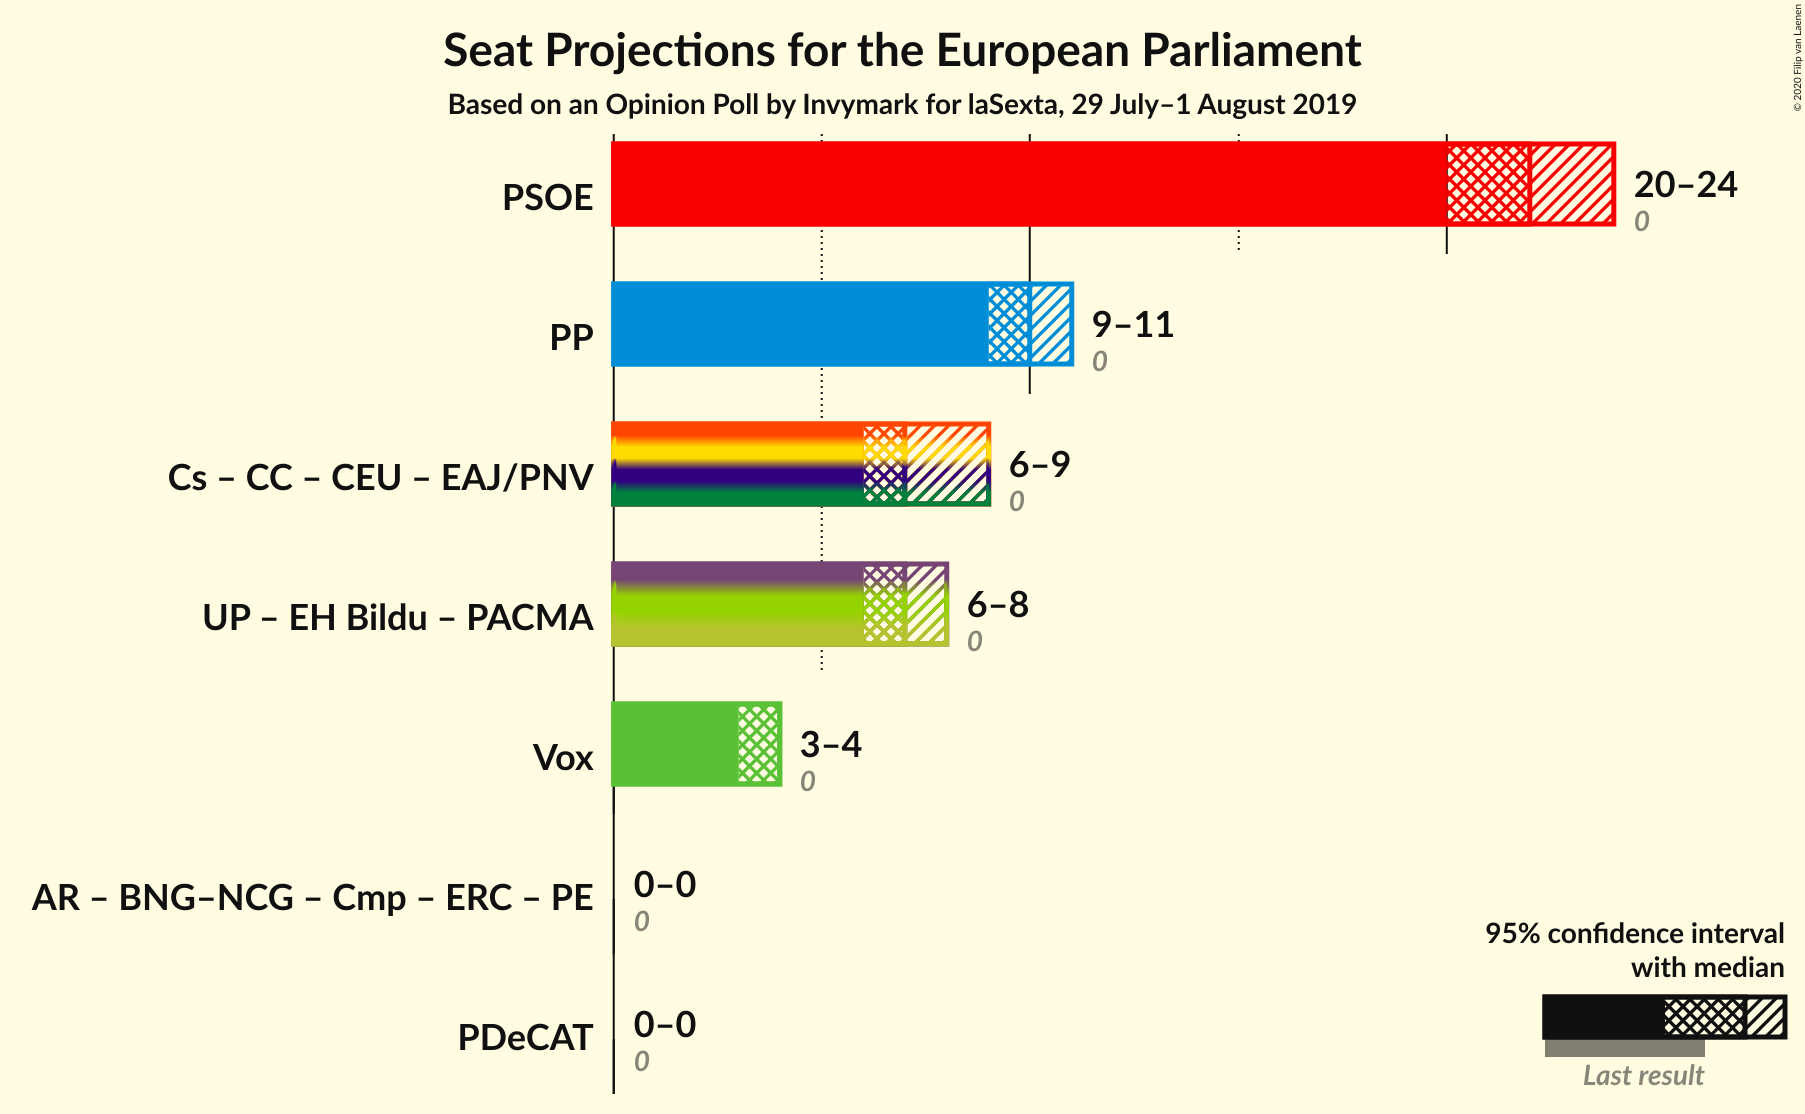 Seat Projections for the European Parliament
Based on an Opinion Poll by Invymark for laSexta, 29 July–1 August 2019
© 2020 Filip van Laenen
PSOE
20–24
0
PP
9–11
0
Cs – CC – CEU – EAJ/PNV
6–9
0
UP – EH Bildu – PACMA
6–8
0
Vox
3–4
0
AR – BNG–NCG – Cmp – ERC – PE
0–0
0
PDeCAT
0–0
0
95% confidence interval
with median
Last result